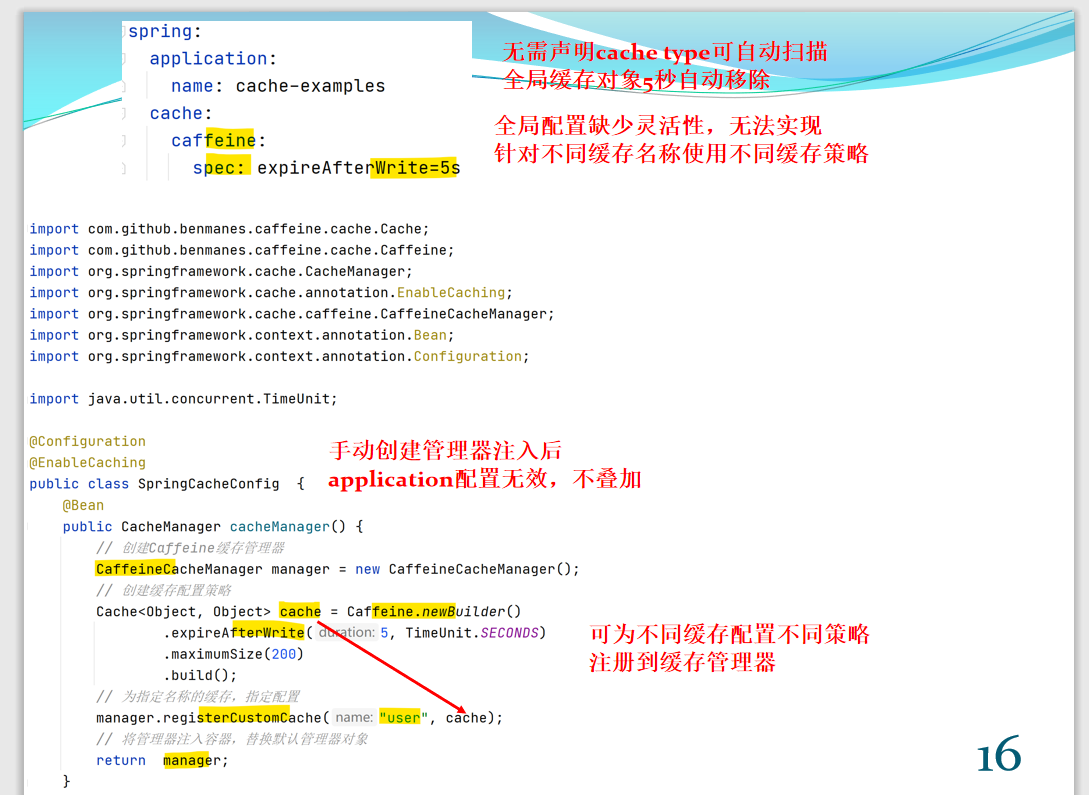 spring:
application:
name: cache-examples
cache:
caffeine:
spec: expireAfterWrite=5s
无需声明cache type可自动扫描
全局缓存对象5秒自动移除
全局配置缺少灵活性，无法实现
针对不同缓存名称使用不同缓存策略
import com.github.benmanes.caffeine.cache.Cache;
import com.github.benmanes.caffeine.cache.Caffeine;
import org.springframework.cache.CacheManager;
import org.springframework.cache.annotation.EnableCaching;
import org.springframework.cache.caffeine.CaffeineCacheManager;
import org.springframework.context.annotation.Bean;
import org.springframework.context.annotation.Configuration;
import java.util.concurrent.TimeUnit;
@Configuration
@EnableCaching
public class SpringCacheConfig {
手动创建管理器注入后
application配置无效，不叠加
@Bean
public CacheManager cacheManager() {
// 创建Caffeine缓存管理器
CaffeineCacheManager manager = new CaffeineCacheManager();
// 创建缓存配置策略
Cache<Object, Object> cache = Caffeine.newBuilder()
.expireAfterWrite( duration: 5, TimeUnit.SECONDS)
.maximumSize(200)
.build();
可为不同缓存配置不同策略
注册到缓存管理器
// 为指定名称的缓存，指定配置
manager.registerCustomCache( name: "user", cache);
// 将管理器注入容器，替换默认管理器对象
return manager;
}
16